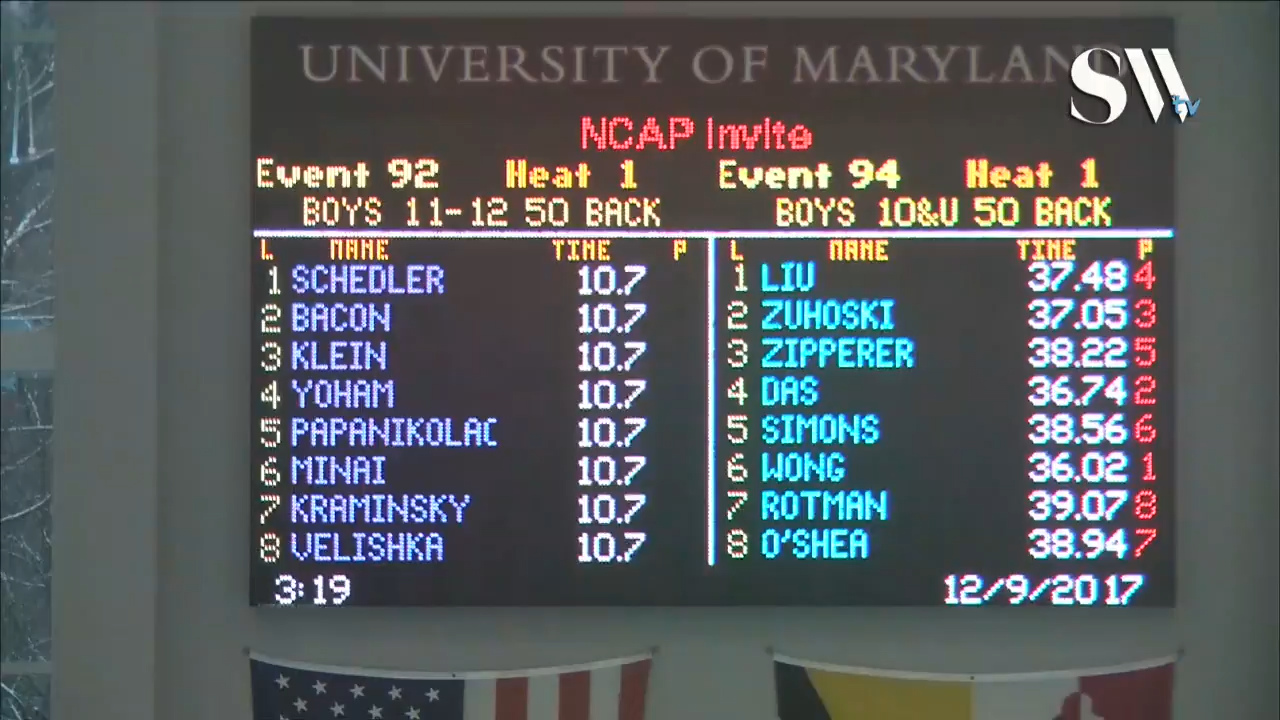 UNIVERSITY OF MARYLAND
SW
TV
NCAP Invite
Event 92 Heat 1 Event 94 Heat 1
BOYS 11-12 50 BACK BOYS 10&U 50 BACK
L NAME TIME P L NAME TIME P
1 SCHEDLER 10.7 1 LIU 37.48 4
2 BACON 10.7 2 ZUHOSKI 37.05 3
3 KLEIN 10.7 3 ZIPPERER 38.22 5
4 YOHAM 10.7 4 DAS 36.74 2
5 PAPANIKOLAC 10.7 5 SIMONS 38.56 6
6 MINAI 10.7 6 WONG 36.02 1
7 KRAMINSKY 10.7 7 ROTMAN 39.07 8
8 VELISHKA 10.7 8 O'SHEA 38.94 7
3:19 12/9/2017